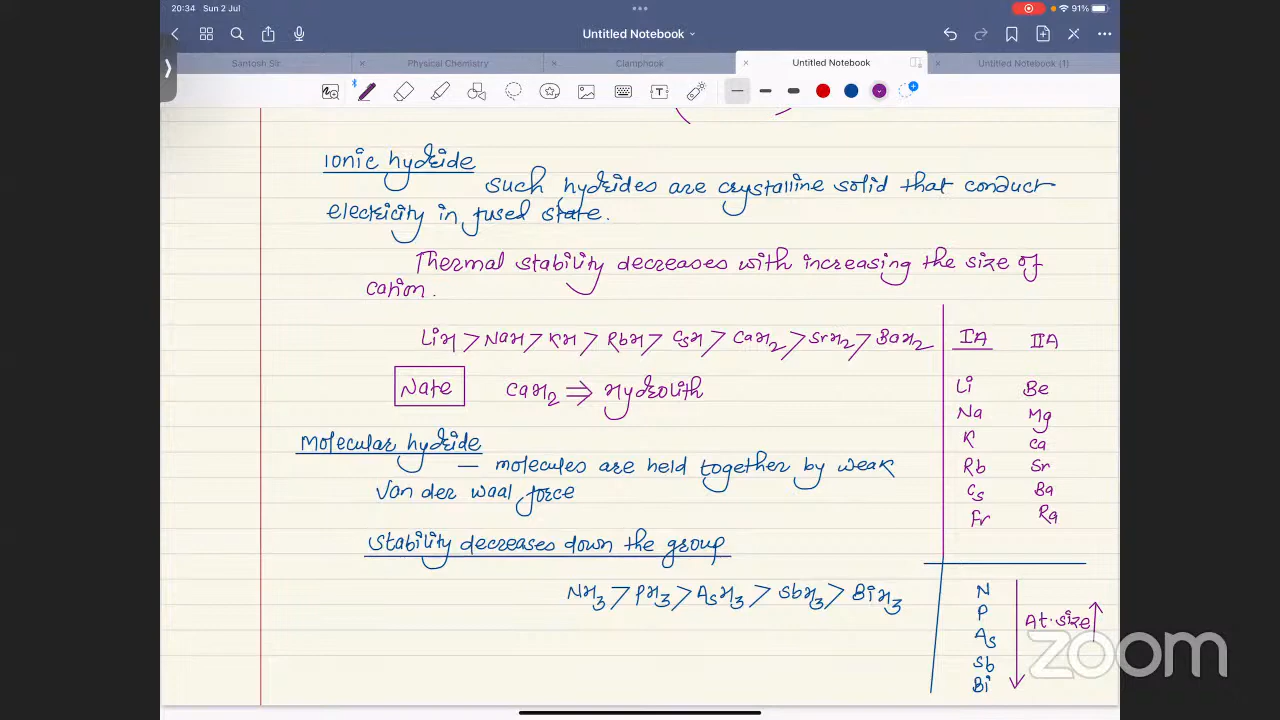 20:34 Sun 2 Jul
91%
Untitled Notebook
Santosh Sir
Physical Chemistry
Clamphook
Untitled Notebook
Untitled Notebook (1)
Ionic hydride
such hydrides are crystalline solid that conduct
electricity in fused state.
Thermal stability decreases with increasing the size of
cation.
LiH > NaH > KH > RbH > CsH > CaH2 > SrH2 > BaH2
IA IIA
Note CaH2 ⇒ Hydrolith
Li Be
Na Mg
K Ca
Rb Sr
Cs Ba
Fr Ra
Molecular hydride
— molecules are held together by weak
Van der waal force
Stability decreases down the group
NH3 > PH3 > AsH3 > SbH3 > BiH3
N
P
As
Sb
Bi
At. size ↑
zoom